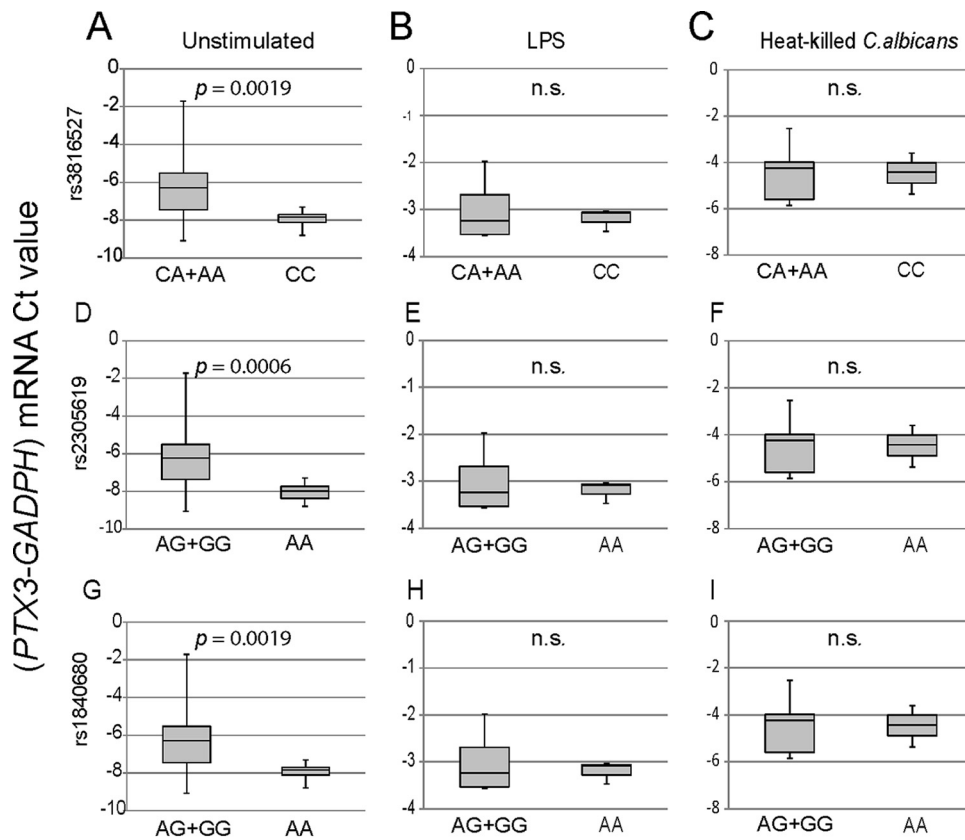 (PTX3-GADPH) mRNA Ct value
A
Unstimulated
rs3816527
0
-2
-4
-6
-8
-10
p = 0.0019
CA+AA CC
B
LPS
0
-1
-2
-3
-4
n.s.
CA+AA CC
C
Heat-killed C.albicans
0
-2
-4
-6
-8
n.s.
CA+AA CC
D
rs2305619
0
-2
-4
-6
-8
-10
p = 0.0006
AG+GG AA
E
0
-1
-2
-3
-4
n.s.
AG+GG AA
F
0
-2
-4
-6
-8
n.s.
AG+GG AA
G
rs1840680
0
-2
-4
-6
-8
-10
p = 0.0019
AG+GG AA
H
0
-1
-2
-3
-4
n.s.
AG+GG AA
I
0
-2
-4
-6
-8
n.s.
AG+GG AA